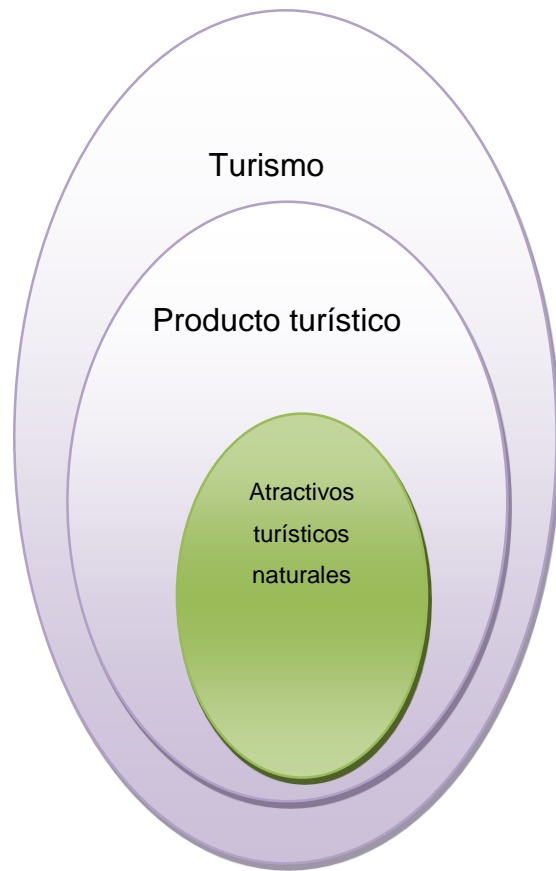 Turismo
Producto turístico
Atractivos
turísticos
naturales